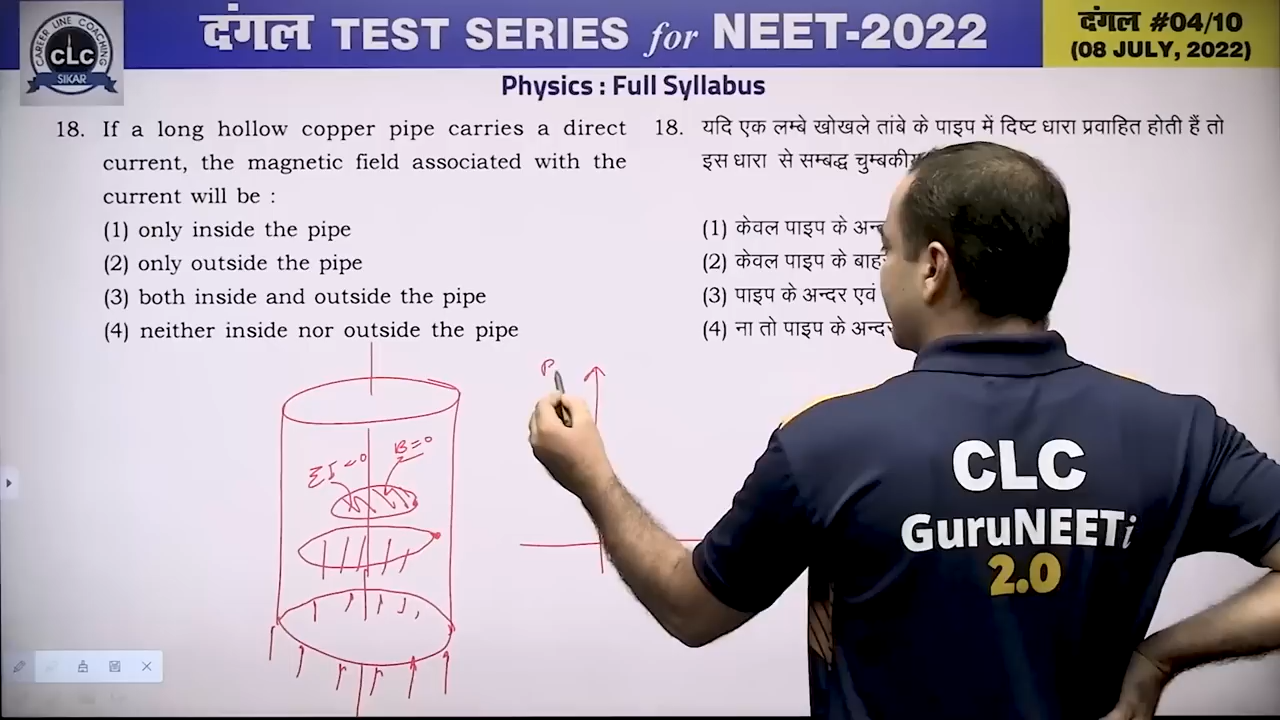 दंगल TEST SERIES for NEET-2022
दंगल #04/10
(08 JULY, 2022)
CAREER LINE COACHING
CLC
SIKAR
Physics : Full Syllabus
18. If a long hollow copper pipe carries a direct
current, the magnetic field associated with the
current will be :
(1) only inside the pipe
(2) only outside the pipe
(3) both inside and outside the pipe
(4) neither inside nor outside the pipe
18. यदि एक लम्बे खोखले तांबे के पाइप में दिष्ट धारा प्रवाहित होती हैं तो
इस धारा से सम्बद्ध
(1) केवल पाइप के
(2) केवल पाइप के
(3) पाइप के अन्दर एवं
(4) ना तो पाइप के
B=0
CLC
GuruNEETi
2.0